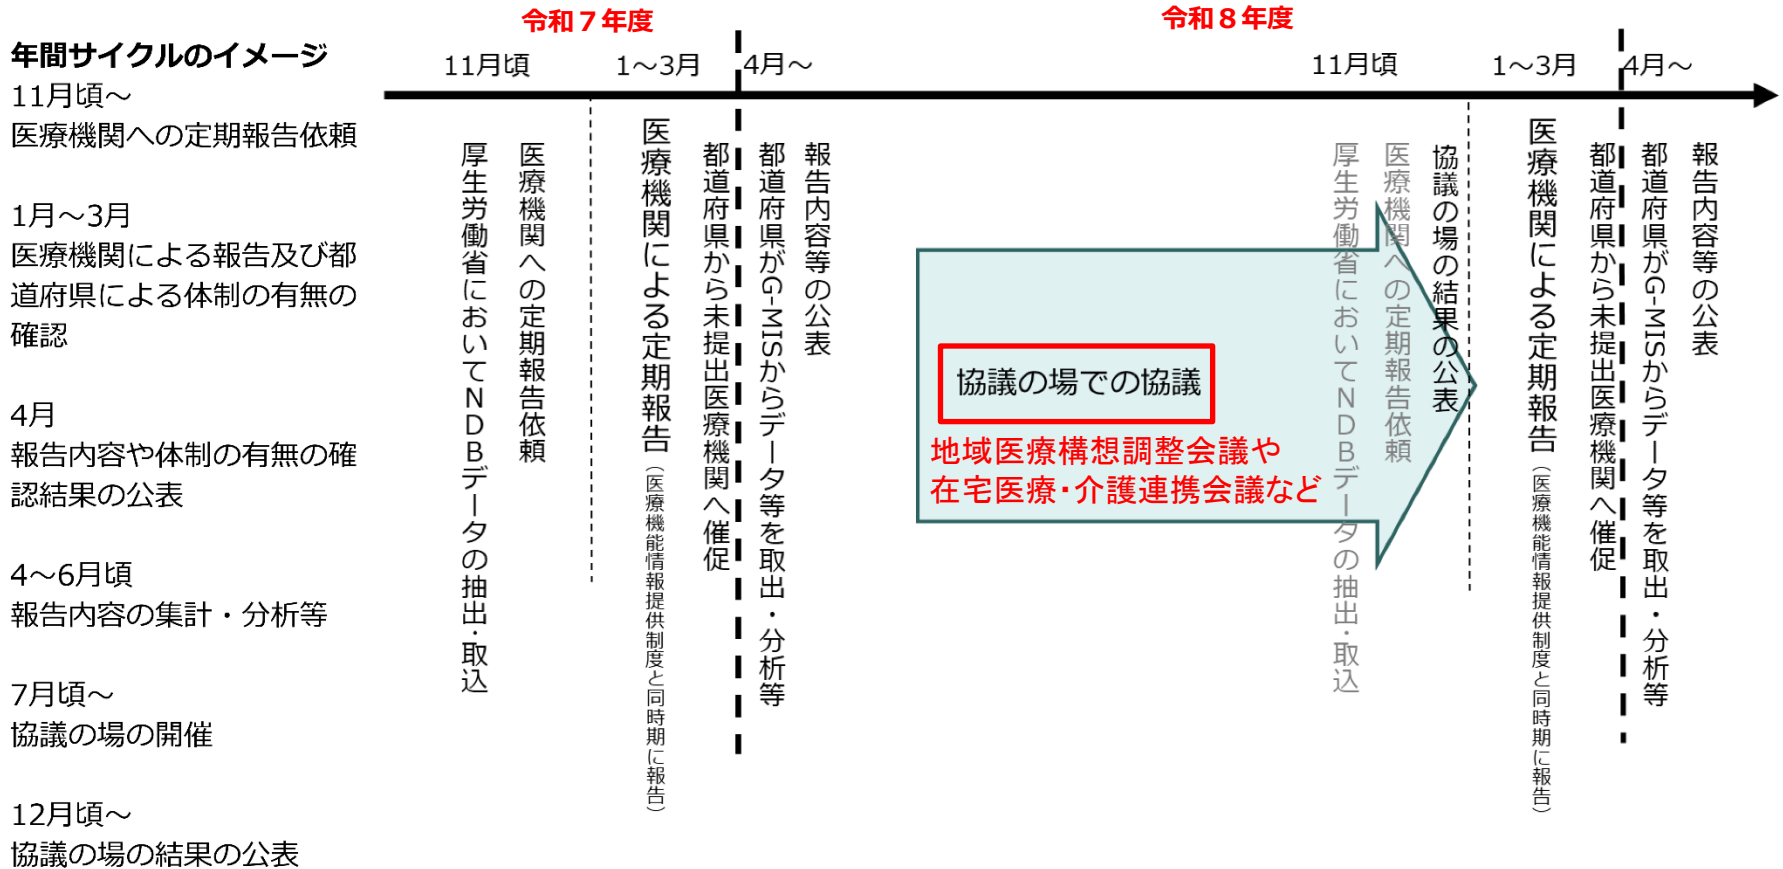 令和７年度
令和８年度
年間サイクルのイメージ
11月頃～
医療機関への定期報告依頼
1月～3月
医療機関による報告及び都
道府県による体制の有無の
確認
4月
報告内容や体制の有無の確
認結果の公表
4～6月頃
報告内容の集計・分析等
7月頃～
協議の場の開催
12月頃～
協議の場の結果の公表
11月頃
1～3月
4月～
11月頃
1～3月
4月～
厚生労働省においてＮＤＢデータの抽出・取込
医療機関への定期報告依頼
医療機関による定期報告（医療機能情報提供制度と同時期に報告）
都道府県から未提出医療機関へ催促
都道府県がG-MISからデータ等を取出・分析等
報告内容等の公表
協議の場での協議
地域医療構想調整会議や
在宅医療・介護連携会議など
厚生労働省においてＮＤＢデータの抽出・取込
医療機関への定期報告依頼
協議の場の結果の公表
医療機関による定期報告（医療機能情報提供制度と同時期に報告）
都道府県から未提出医療機関へ催促
都道府県がG-MISからデータ等を取出・分析等
報告内容等の公表